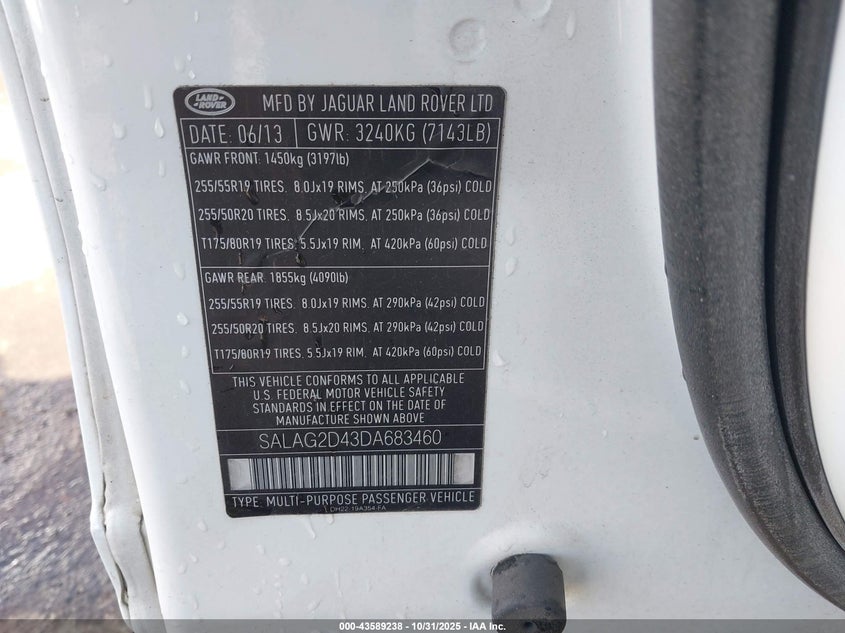 LAND-
ROVER
MFD BY JAGUAR LAND ROVER LTD
DATE: 06/13 GWR: 3240KG (7143LB)
GAWR FRONT: 1450kg (3197lb)
255/55R19 TIRES. 8.0Jx19 RIMS. AT 250kPa (36psi) COLD
255/50R20 TIRES. 8.5Jx20 RIMS. AT 250kPa (36psi) COLD
T175/80R19 TIRES. 5.5Jx19 RIM. AT 420kPa (60psi) COLD
GAWR REAR: 1855kg (4090lb)
255/55R19 TIRES. 8.0Jx19 RIMS. AT 290kPa (42psi) COLD
255/50R20 TIRES. 8.5Jx20 RIMS. AT 290kPa (42psi) COLD
T175/80R19 TIRES. 5.5Jx19 RIM. AT 420kPa (60psi) COLD
THIS VEHICLE CONFORMS TO ALL APPLICABLE
U.S. FEDERAL MOTOR VEHICLE SAFETY
STANDARDS IN EFFECT ON THE DATE OF
MANUFACTURE SHOWN ABOVE
SALAG2D43DA683460
TYPE: MULTI-PURPOSE PASSENGER VEHICLE
DH22-19A354-FA
000-43589238 - 10/31/2025 - IAA, Inc.